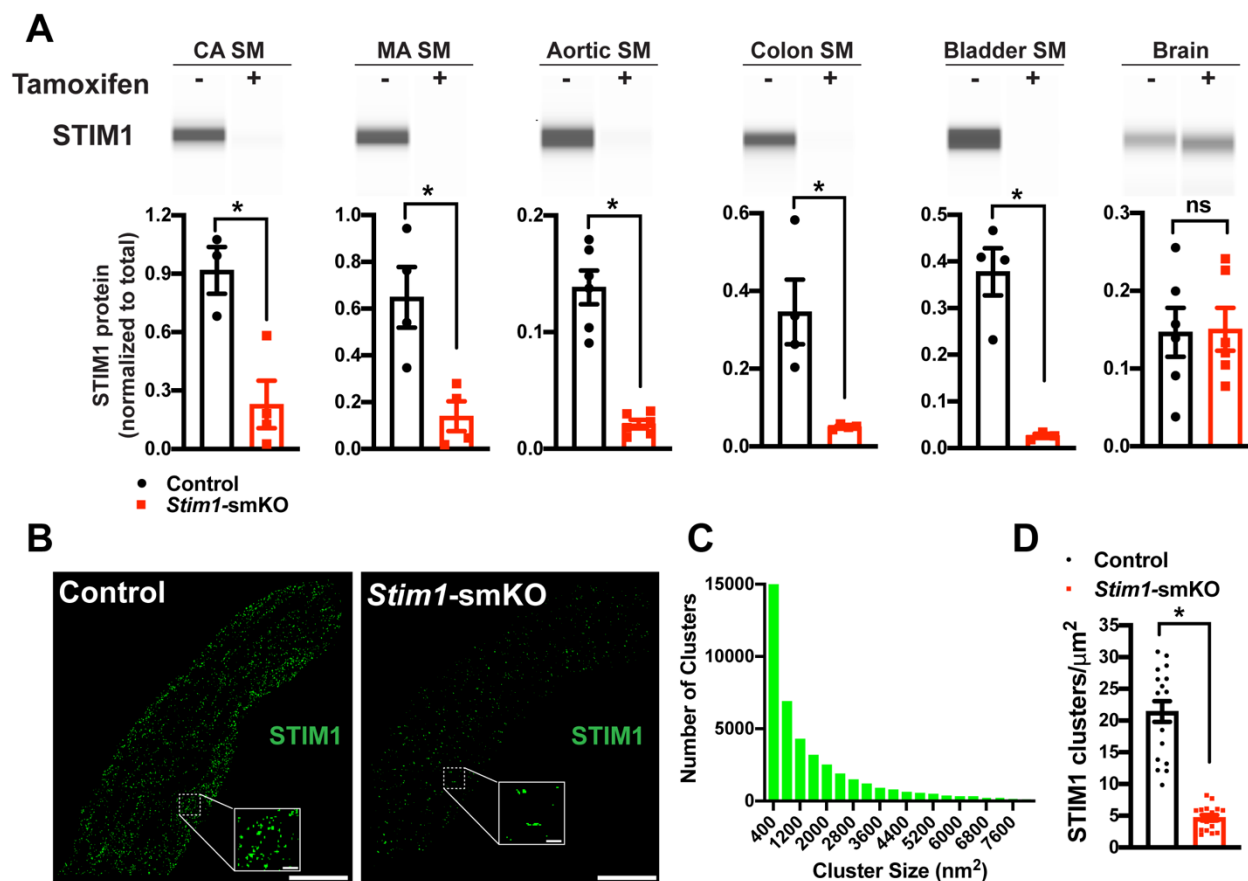 A
CA SM MA SM Aortic SM Colon SM Bladder SM Brain
Tamoxifen - + - + - + - + - + - +
STIM1
STIM1 protein
(normalized to total)
1.2
0.9
0.6
0.3
0.0
*
1.0
0.8
0.6
0.4
0.2
0.0
*
0.2
0.1
0.0
*
0.6
0.4
0.2
0.0
*
0.5
0.4
0.3
0.2
0.1
0.0
*
0.3
0.2
0.1
0.0
ns
Control
Stim1-smKO
B
Control
STIM1
Stim1-smKO
STIM1
C
Number of Clusters
15000
10000
5000
0
400 1200 2000 2800 3600 4400 5200 6000 6800 7600
Cluster Size (nm²)
D
Control
Stim1-smKO
STIM1 clusters/μm²
35
30
25
20
15
10
5
0
*